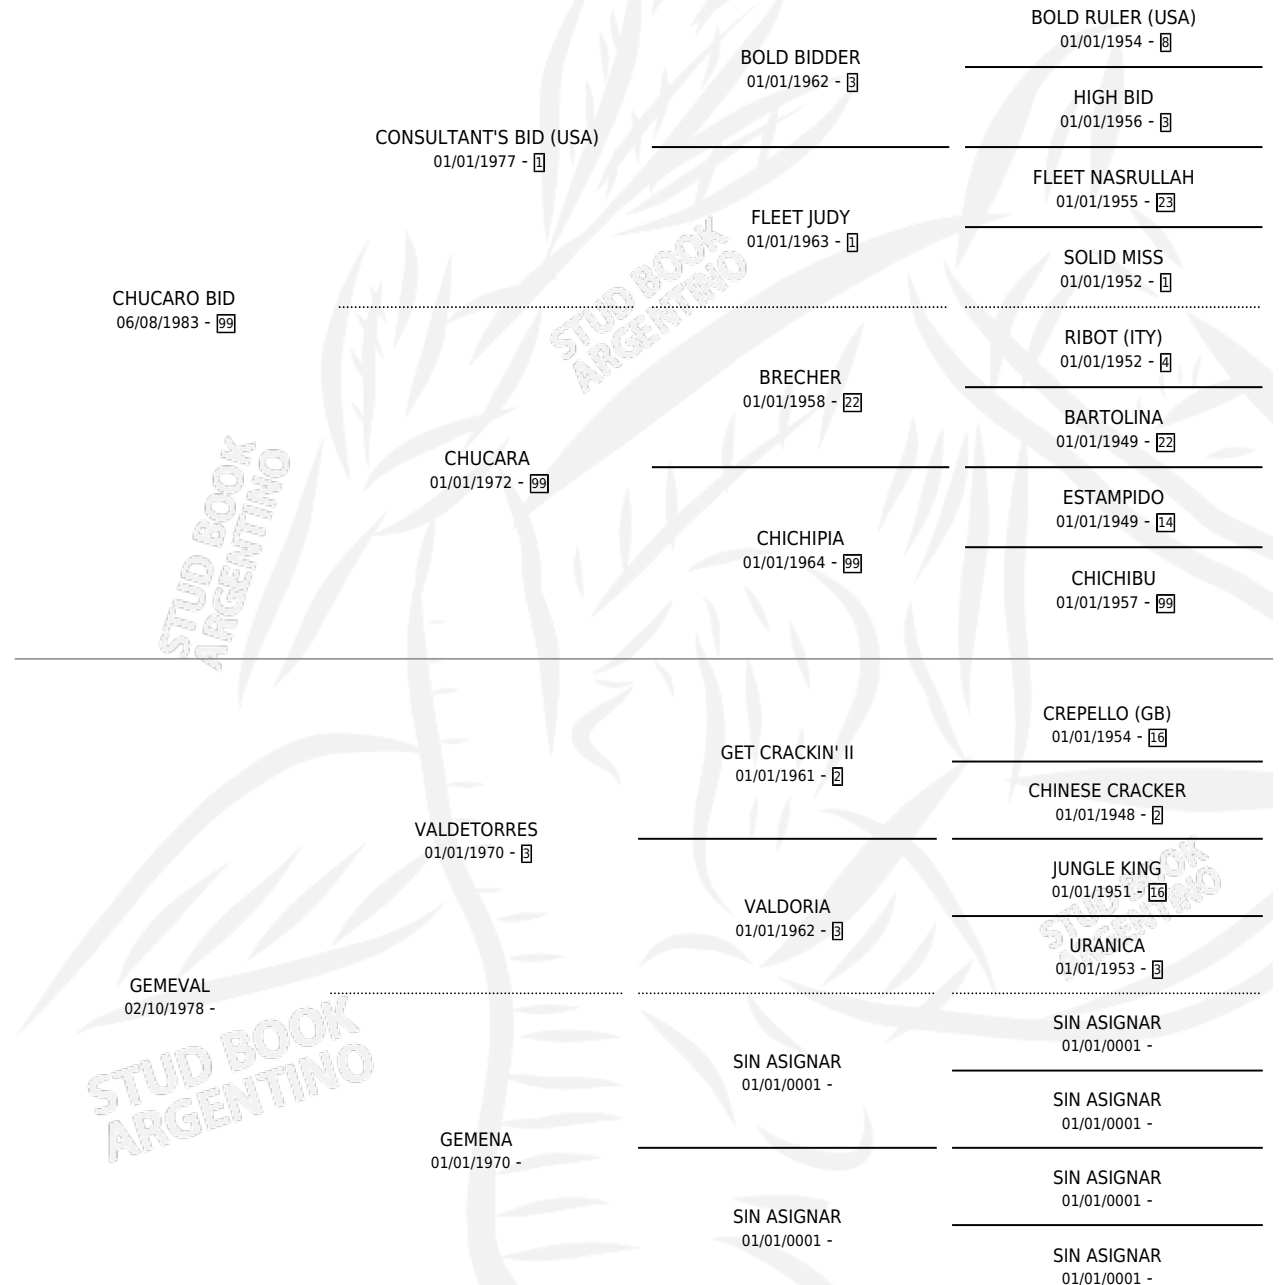 BOLD RULER (USA)
01/01/1954 - 8
BOLD BIDDER
01/01/1962 - 3
HIGH BID
01/01/1956 - 3
CONSULTANT'S BID (USA)
01/01/1977 - 1
FLEET NASRULLAH
01/01/1955 - 23
FLEET JUDY
01/01/1963 - 1
SOLID MISS
01/01/1952 - 1
CHUCARO BID
06/08/1983 - 99
RIBOT (ITY)
01/01/1952 - 4
BRECHER
01/01/1958 - 22
BARTOLINA
01/01/1949 - 22
CHUCARA
01/01/1972 - 99
ESTAMPIDO
01/01/1949 - 14
CHICHIPIA
01/01/1964 - 99
CHICHIBU
01/01/1957 - 99
STUD BOOK
ARGENTINO
STUD BOOK
ARGENTINO
CREPELLO (GB)
01/01/1954 - 16
GET CRACKIN' II
01/01/1961 - 2
CHINESE CRACKER
01/01/1948 - 2
VALDETORRES
01/01/1970 - 3
JUNGLE KING
01/01/1951 - 16
VALDORIA
01/01/1962 - 3
URANICA
01/01/1953 - 3
STUD BOOK
ARGENTINO
GEMEVAL
02/10/1978 -
SIN ASIGNAR
01/01/0001 -
SIN ASIGNAR
01/01/0001 -
SIN ASIGNAR
01/01/0001 -
GEMENA
01/01/1970 -
SIN ASIGNAR
01/01/0001 -
SIN ASIGNAR
01/01/0001 -
SIN ASIGNAR
01/01/0001 -
STUD BOOK
ARGENTINO